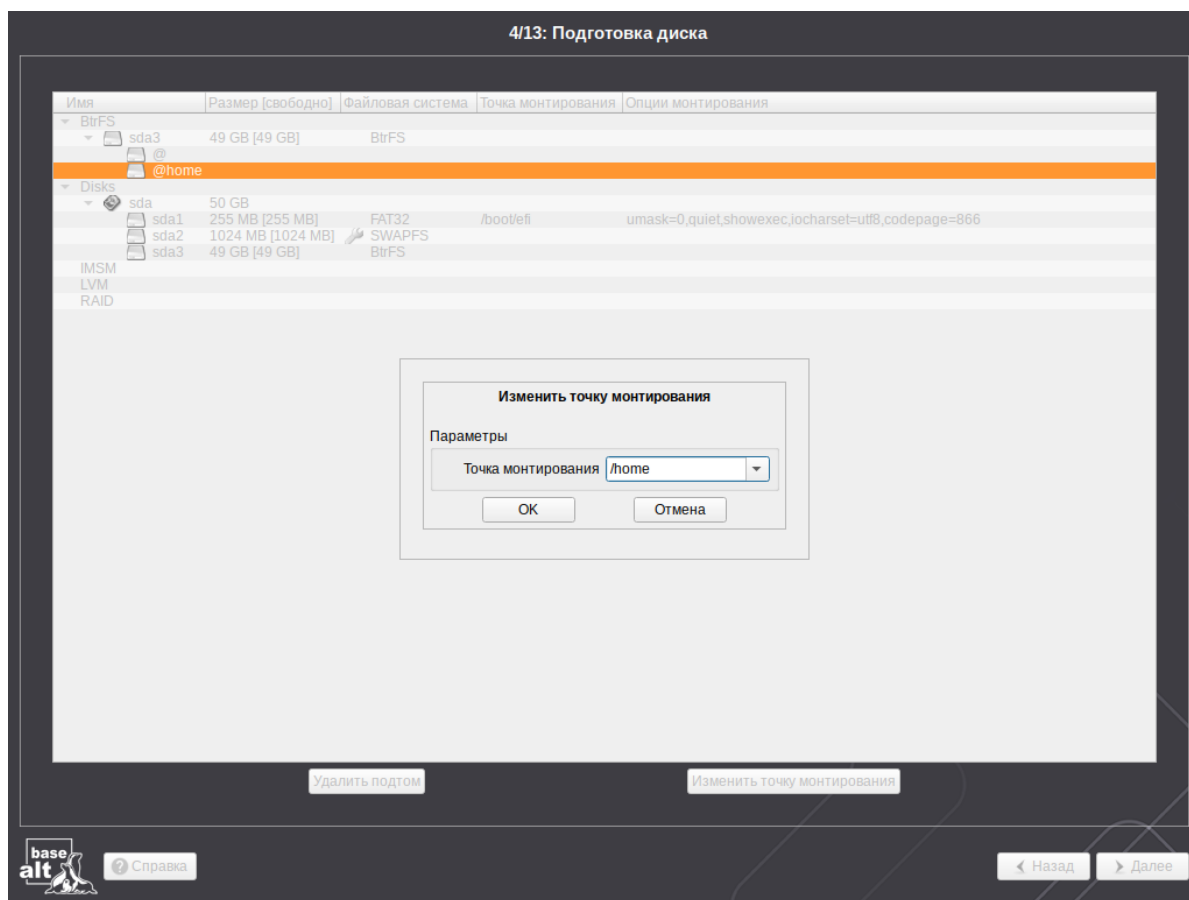 4/13: Подготовка диска
Имя Размер [свободно] Файловая система Точка монтирования Опции монтирования
BtrFS
sda3 49 GB [49 GB] BtrFS
@
@home
Disks
sda 50 GB
sda1 255 MB [255 MB] FAT32 /boot/efi umask=0,quiet,showexec,iocharset=utf8,codepage=866
sda2 1024 MB [1024 MB] SWAPFS
sda3 49 GB [49 GB] BtrFS
IMSM
LVM
RAID
Изменить точку монтирования
Параметры
Точка монтирования /home
OK Отмена
Удалить подтом Изменить точку монтирования
base
alt Справка Назад Далее